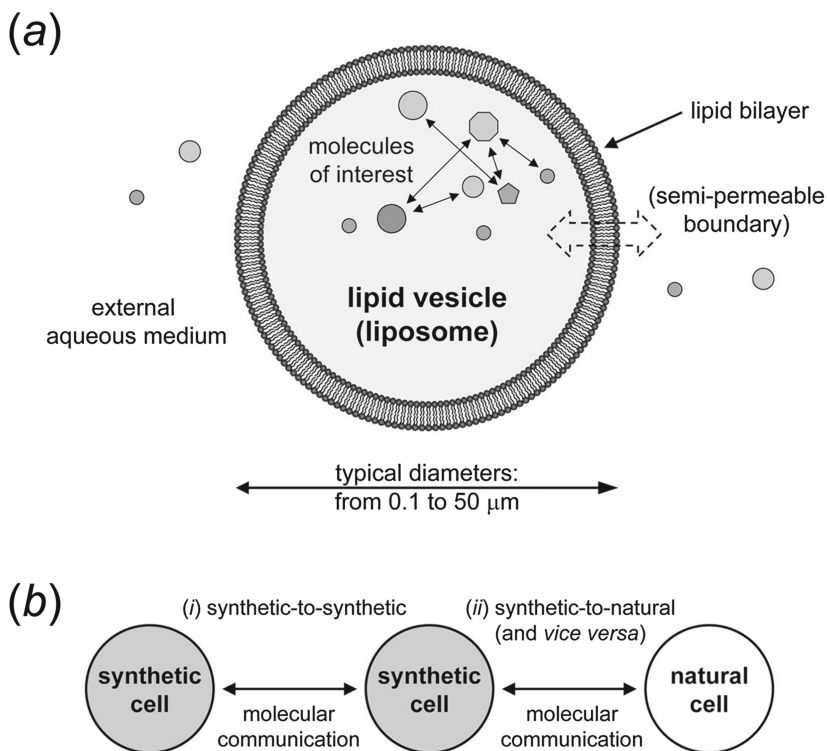 (a)
lipid bilayer
molecules
of interest
(semi-permeable
boundary)
lipid vesicle
(liposome)
external
aqueous medium
typical diameters:
from 0.1 to 50 μm
(b)
(i) synthetic-to-synthetic
(ii) synthetic-to-natural
(and vice versa)
synthetic
cell
molecular
communication
synthetic
cell
molecular
communication
natural
cell